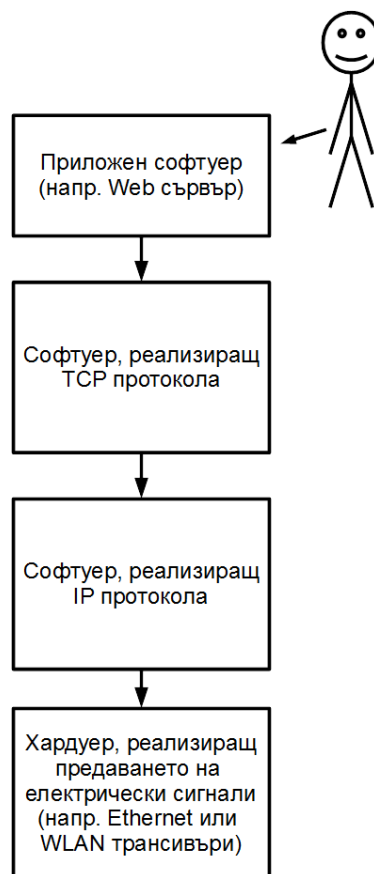 Приложен софтуер
(напр. Web сървър)
Софтуер, реализиращ
TCP протокола
Софтуер, реализиращ
IP протокола
Хардуер, реализиращ
предаването на
електрически сигнали
(напр. Ethernet или
WLAN трансивъри)